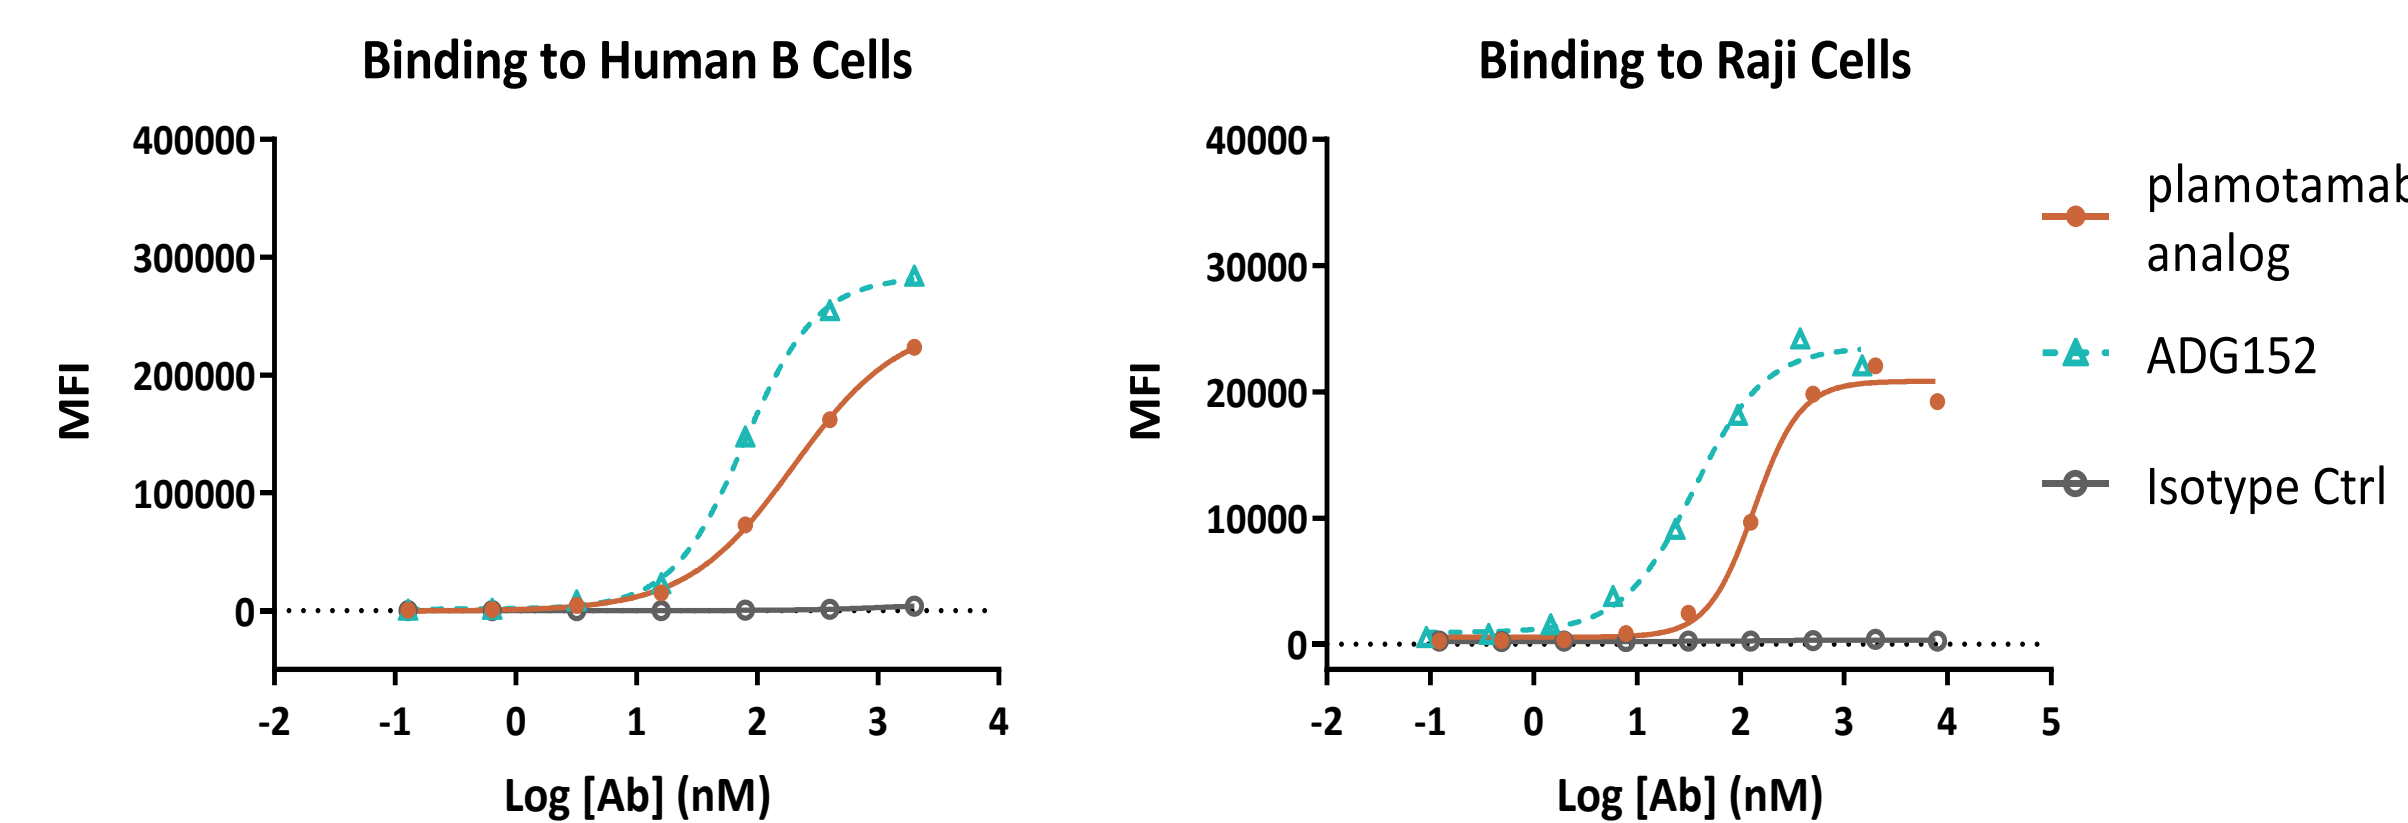 Binding to Human B Cells
400000
300000
200000
100000
0
MFI
-2 -1 0 1 2 3 4
Log [Ab] (nM)
Binding to Raji Cells
40000
30000
20000
10000
0
MFI
-2 -1 0 1 2 3 4 5
Log [Ab] (nM)
plamotamab
analog
ADG152
Isotype Ctrl